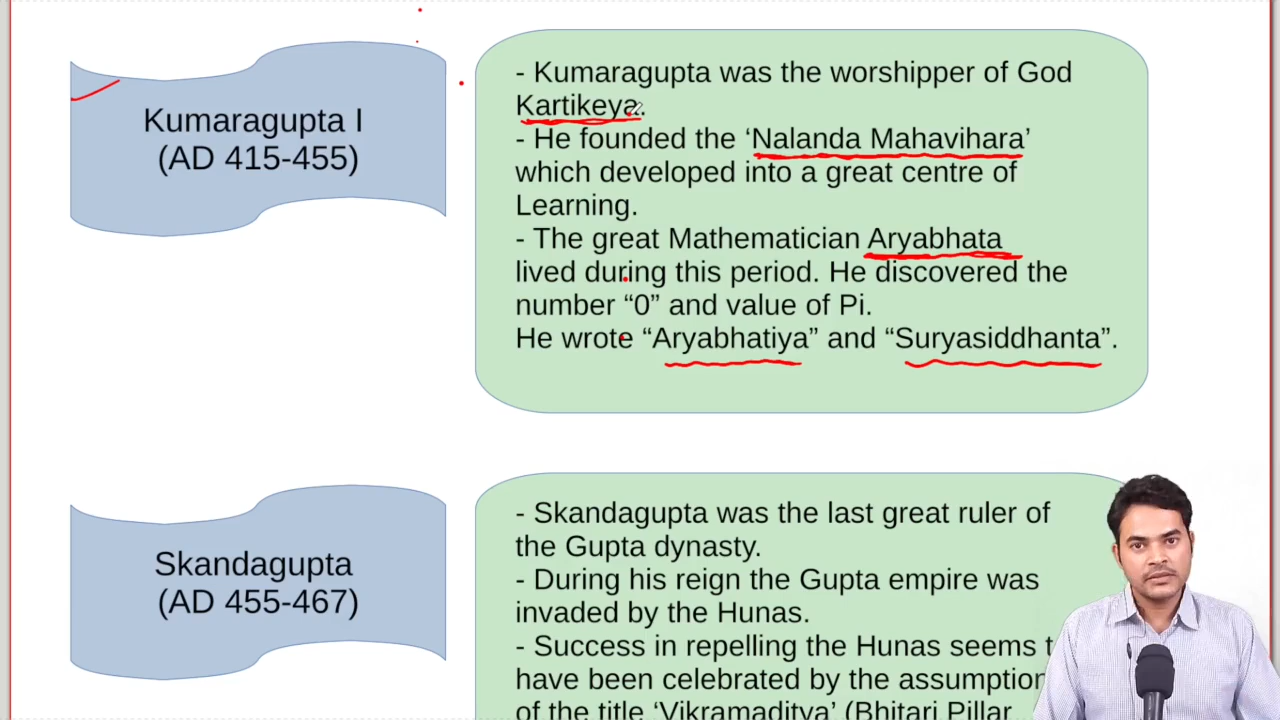 Kumaragupta I
(AD 415-455)
- Kumaragupta was the worshipper of God
Kartikeya.
- He founded the ‘Nalanda Mahavihara’
which developed into a great centre of
Learning.
- The great Mathematician Aryabhata
lived during this period. He discovered the
number “0” and value of Pi.
He wrote “Aryabhatiya” and “Suryasiddhanta”.
Skandagupta
(AD 455-467)
- Skandagupta was the last great ruler of
the Gupta dynasty.
- During his reign the Gupta empire was
invaded by the Hunas.
- Success in repelling the Hunas seems
have been celebrated by the assumption
of the title ‘Vikramaditya’ (Bhitari Pillar